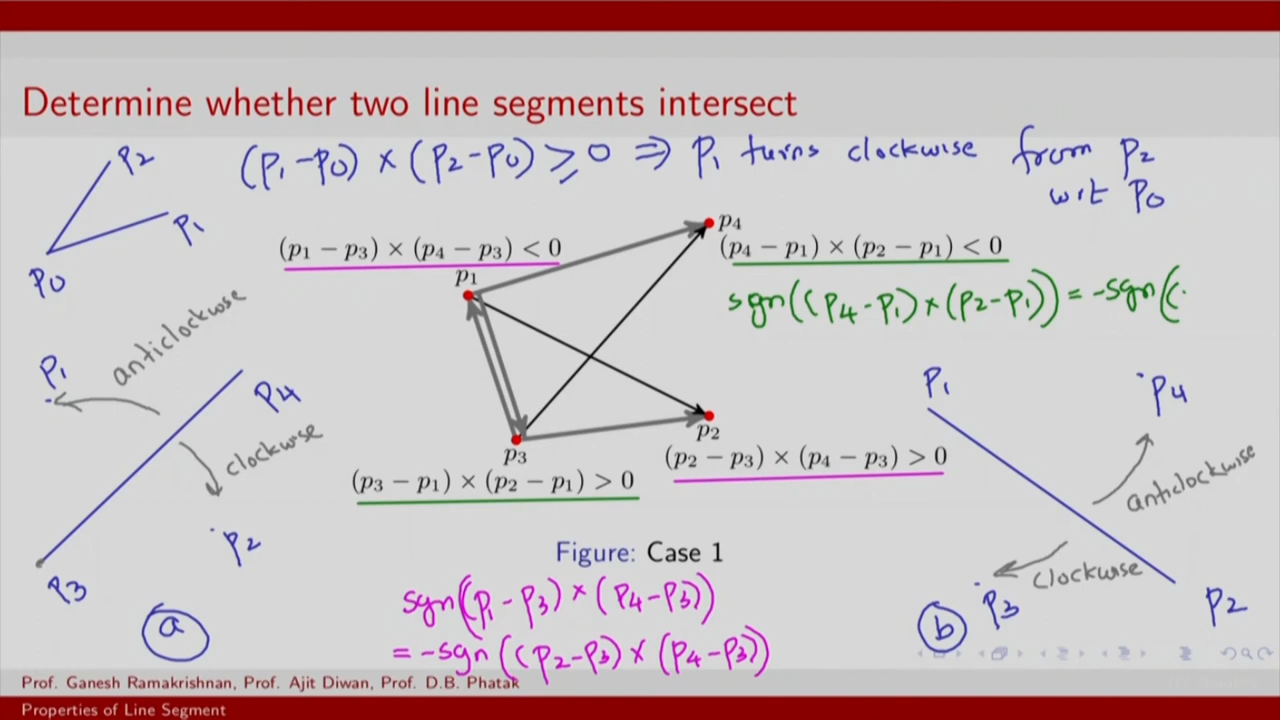 Determine whether two line segments intersect
p2
(p1-p0) × (p2-p0) ≥ 0 ⇒ p1 turns clockwise from p2
wrt p0
p1
p0
(p1 − p3) × (p4 − p3) < 0
p4
(p4 − p1) × (p2 − p1) < 0
p1
sgn((p4-p1)×(p2-p1)) = -sgn((
anticlockwise
p1
p4
clockwise
p2
p3
a
p3
p2
(p3 − p1) × (p2 − p1) > 0
(p2 − p3) × (p4 − p3) > 0
p1
p4
anticlockwise
clockwise
p3
p2
b
Figure: Case 1
sgn((p1-p3)×(p4-p3))
= -sgn((p2-p3)×(p4-p3))
Prof. Ganesh Ramakrishnan, Prof. Ajit Diwan, Prof. D.B. Phatak
Properties of Line Segment